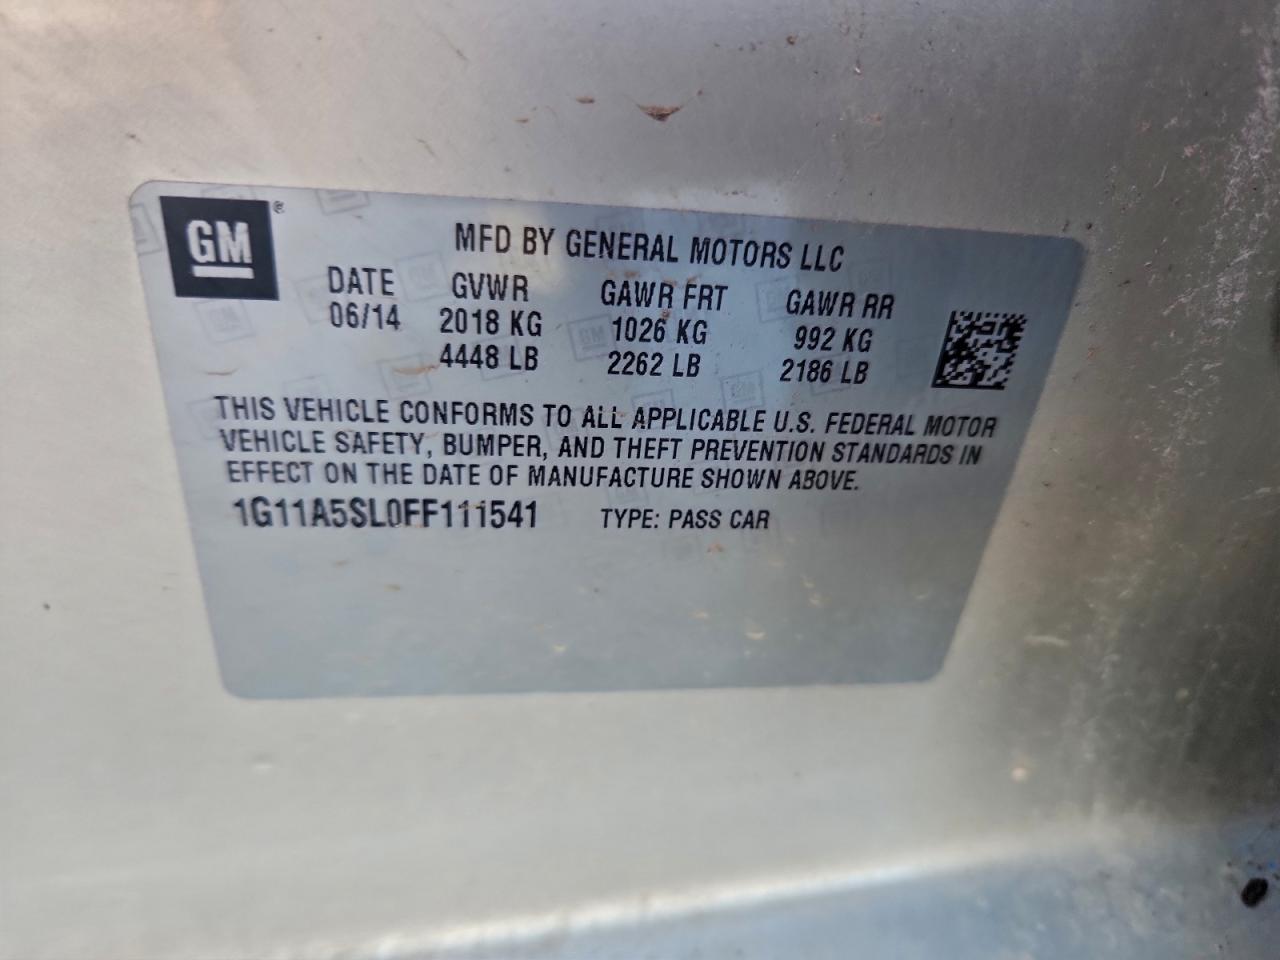 GM ®
MFD BY GENERAL MOTORS LLC
DATE GVWR GAWR FRT GAWR RR
06/14 2018 KG 1026 KG 992 KG
4448 LB 2262 LB 2186 LB
THIS VEHICLE CONFORMS TO ALL APPLICABLE U.S. FEDERAL MOTOR
VEHICLE SAFETY, BUMPER, AND THEFT PREVENTION STANDARDS IN
EFFECT ON THE DATE OF MANUFACTURE SHOWN ABOVE.
1G11A5SL0FF111541 TYPE: PASS CAR